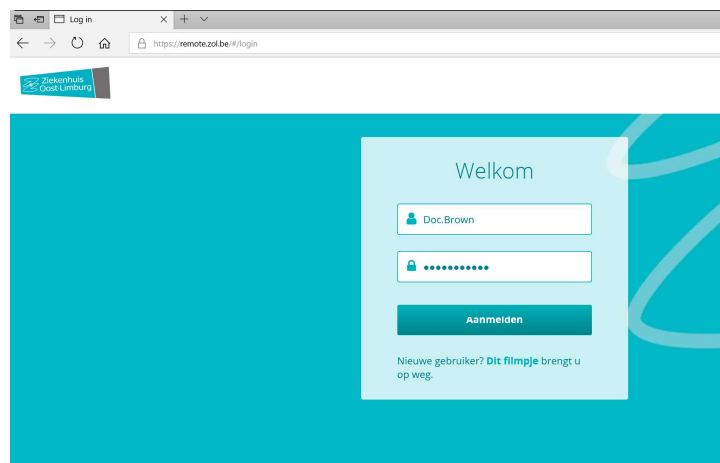 Log in
https://remote.zol.be/#/login
Ziekenhuis
Oost-Limburg
Welkom
Doc.Brown
Aanmelden
Nieuwe gebruiker? Dit filmpje brengt u
op weg.